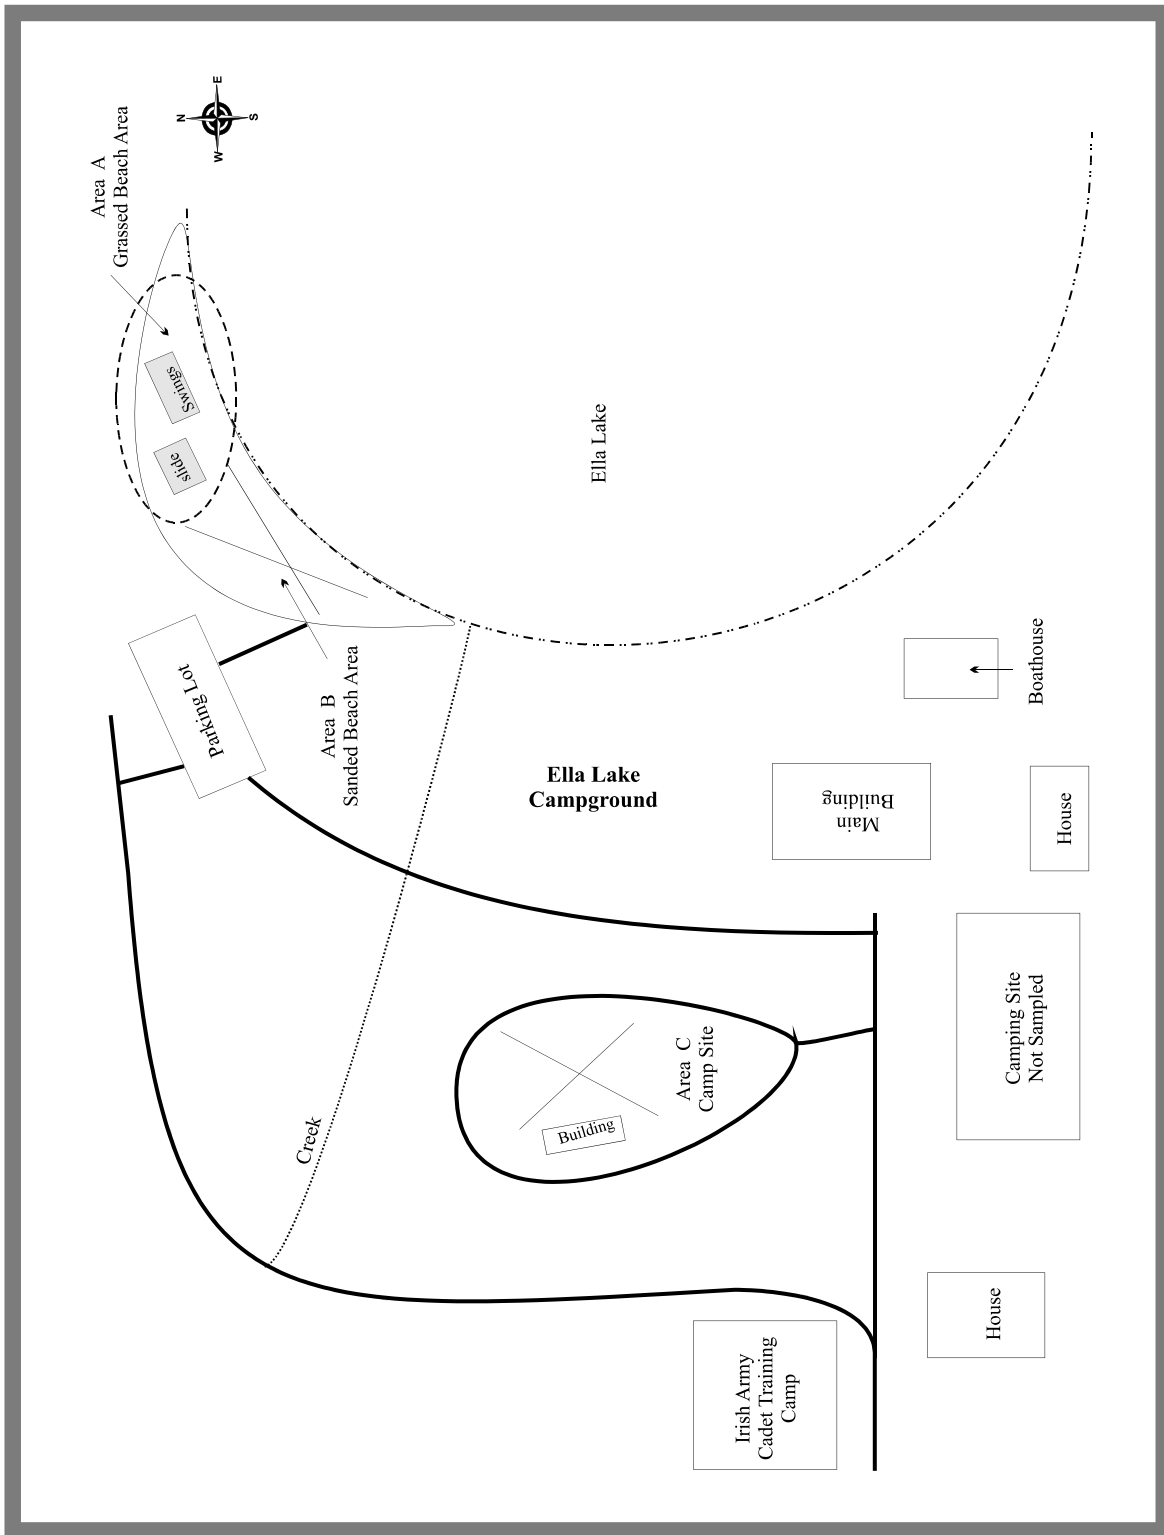 E
N
S
W
Area A
Grassed Beach Area
Swings
slide
Ella Lake
Parking Lot
Area B
Sanded Beach Area
Boathouse
Ella Lake
Campground
Main
Building
House
Creek
Area C
Camp Site
Building
Camping Site
Not Sampled
House
Irish Army
Cadet Training
Camp